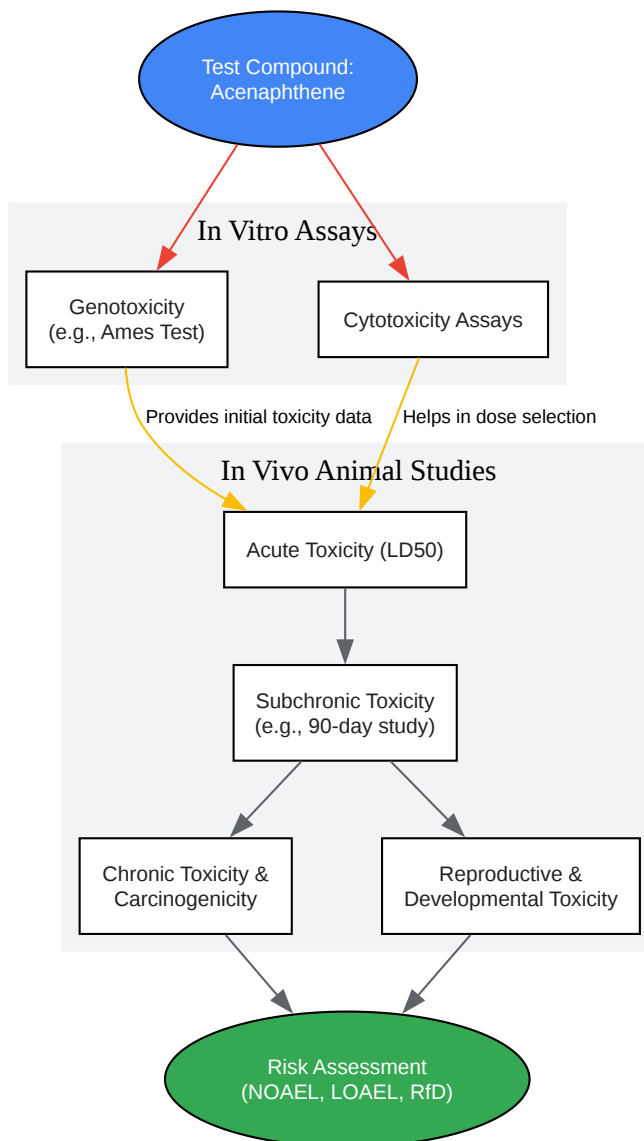 Test Compound:
Acenaphthene
In Vitro Assays
Genotoxicity
(e.g., Ames Test)
Cytotoxicity Assays
Provides initial toxicity data
Helps in dose selection
In Vivo Animal Studies
Acute Toxicity (LD50)
Subchronic Toxicity
(e.g., 90-day study)
Chronic Toxicity &
Carcinogenicity
Reproductive &
Developmental Toxicity
Risk Assessment
(NOAEL, LOAEL, RfD)